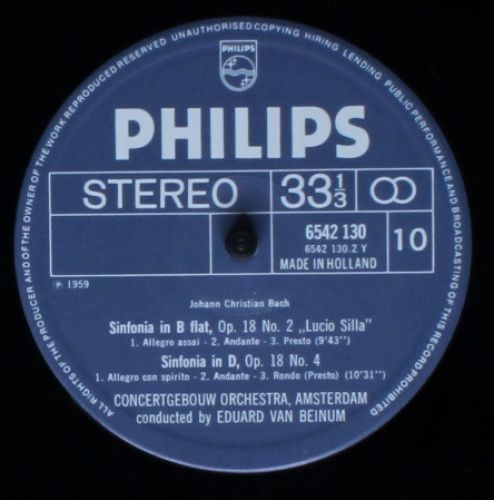 ALL RIGHTS OF THE PRODUCER AND OF THE OWNER OF THE WORK REPRODUCED RESERVED UNAUTHORISED COPYING HIRING LENDING PUBLIC PERFORMANCE AND BROADCASTING OF THIS RECORD PROHIBITED
PHILIPS
PHILIPS
STEREO 33 1/3
6542 130 10
6542 130.2 Y
MADE IN HOLLAND
℗ 1959
Johann Christian Bach
Sinfonia in B flat, Op. 18 No. 2 „Lucio Silla”
1. Allegro assai - 2. Andante - 3. Presto (9'43'')
Sinfonia in D, Op. 18 No. 4
1. Allegro con spirito - 2. Andante - 3. Rondo (Presto) (10'31'')
CONCERTGEBOUW ORCHESTRA, AMSTERDAM
conducted by EDUARD VAN BEINUM